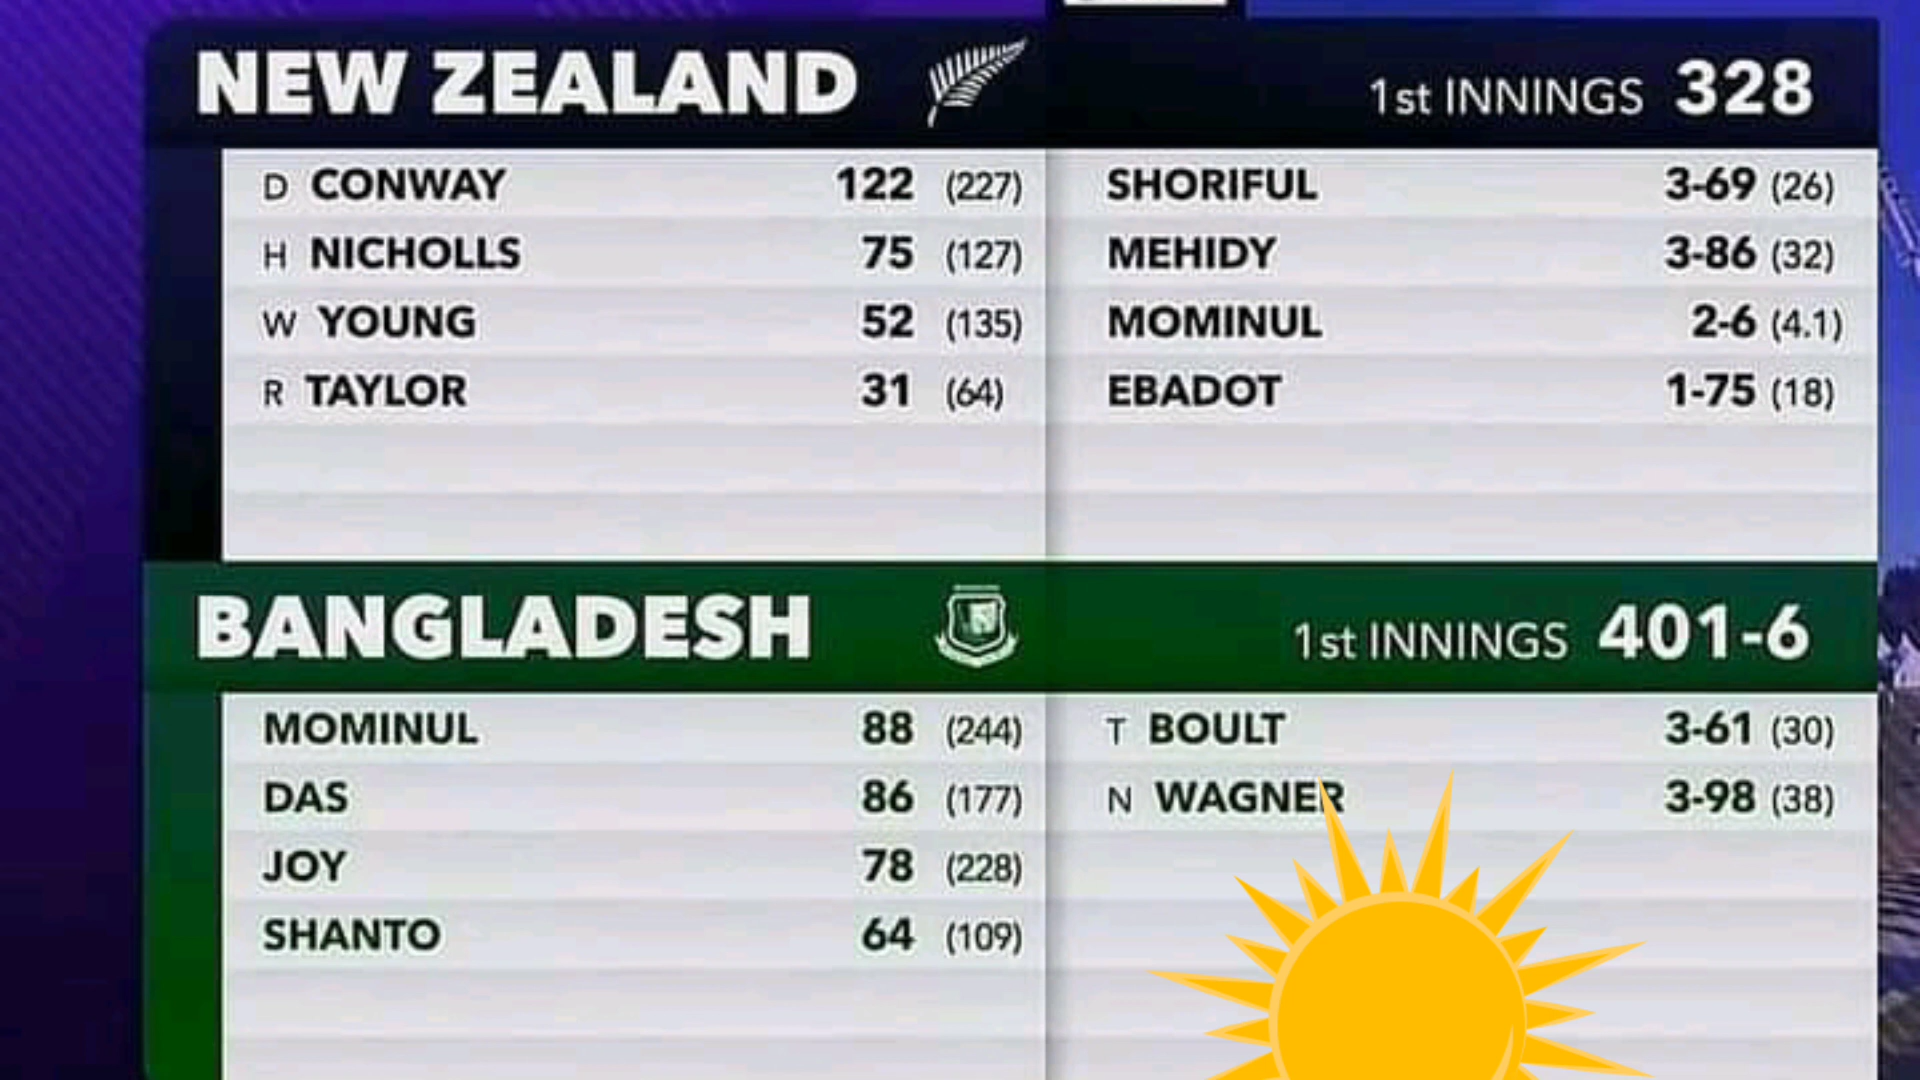 NEW ZEALAND 1st INNINGS 328
D CONWAY 122 (227) SHORIFUL 3-69 (26)
H NICHOLLS 75 (127) MEHIDY 3-86 (32)
W YOUNG 52 (135) MOMINUL 2-6 (4.1)
R TAYLOR 31 (64) EBADOT 1-75 (18)
BANGLADESH 1st INNINGS 401-6
MOMINUL 88 (244) T BOULT 3-61 (30)
DAS 86 (177) N WAGNER 3-98 (38)
JOY 78 (228)
SHANTO 64 (109)